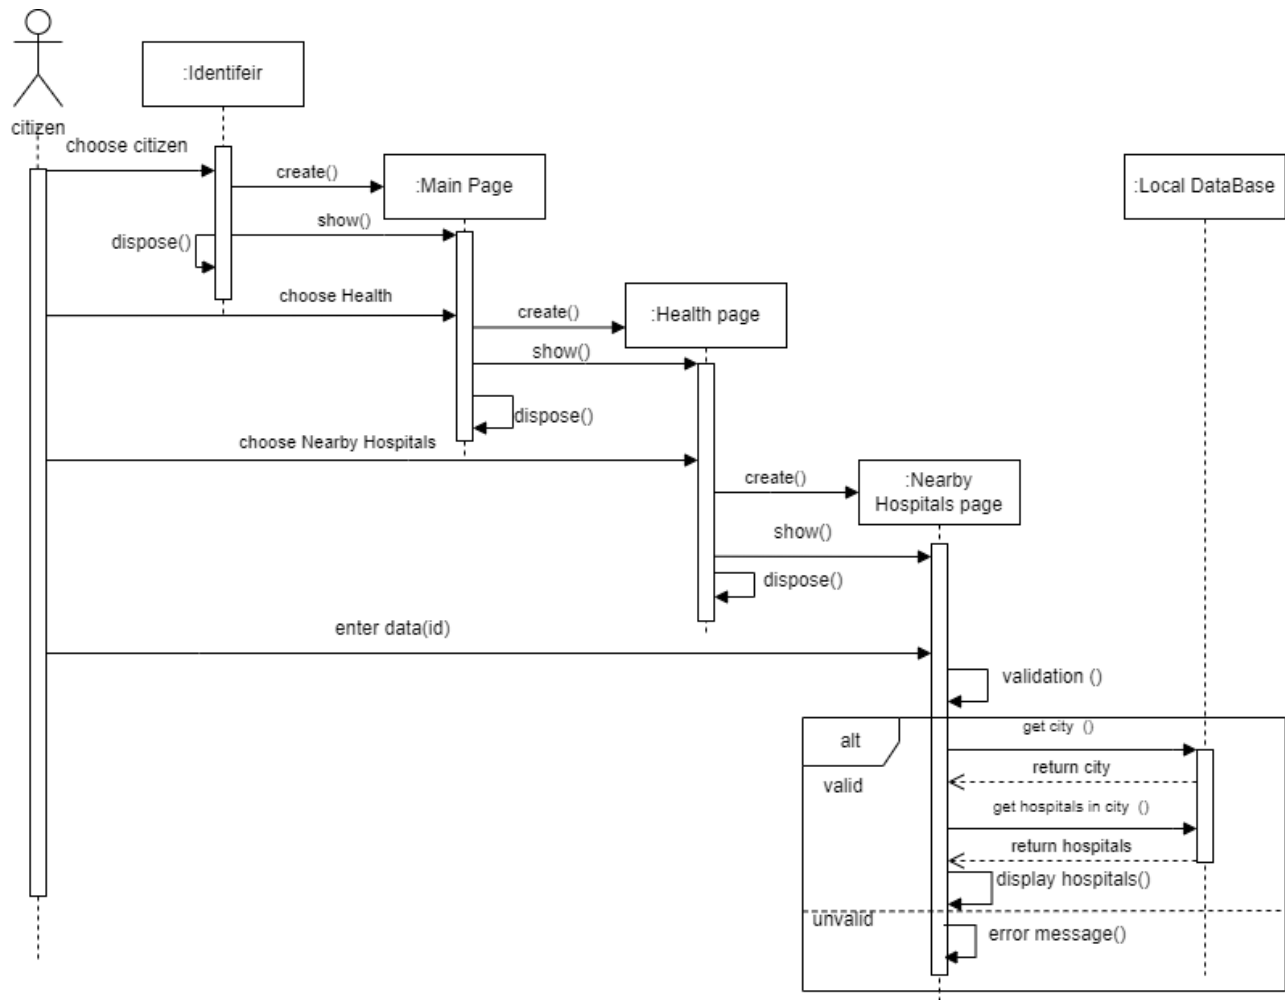 :Identifeir
citizen
choose citizen
create()
:Main Page
:Local DataBase
show()
dispose()
choose Health
create()
:Health page
show()
dispose()
choose Nearby Hospitals
create()
:Nearby
Hospitals page
show()
dispose()
enter data(id)
validation ()
alt
get city ()
return city
valid
get hospitals in city ()
return hospitals
display hospitals()
unvalid
error message()